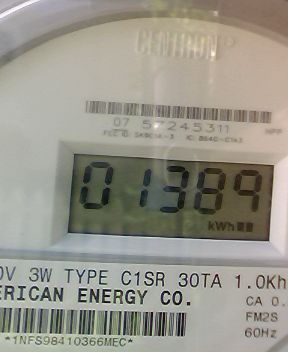 CENTRON®
07 57245311
HPP
01389
kWh
0V 3W TYPE C1SR 30TA 1.0Kh
ERICAN ENERGY CO.
CA 0.
FM2S
60Hz
*1NFS98410366MEC*